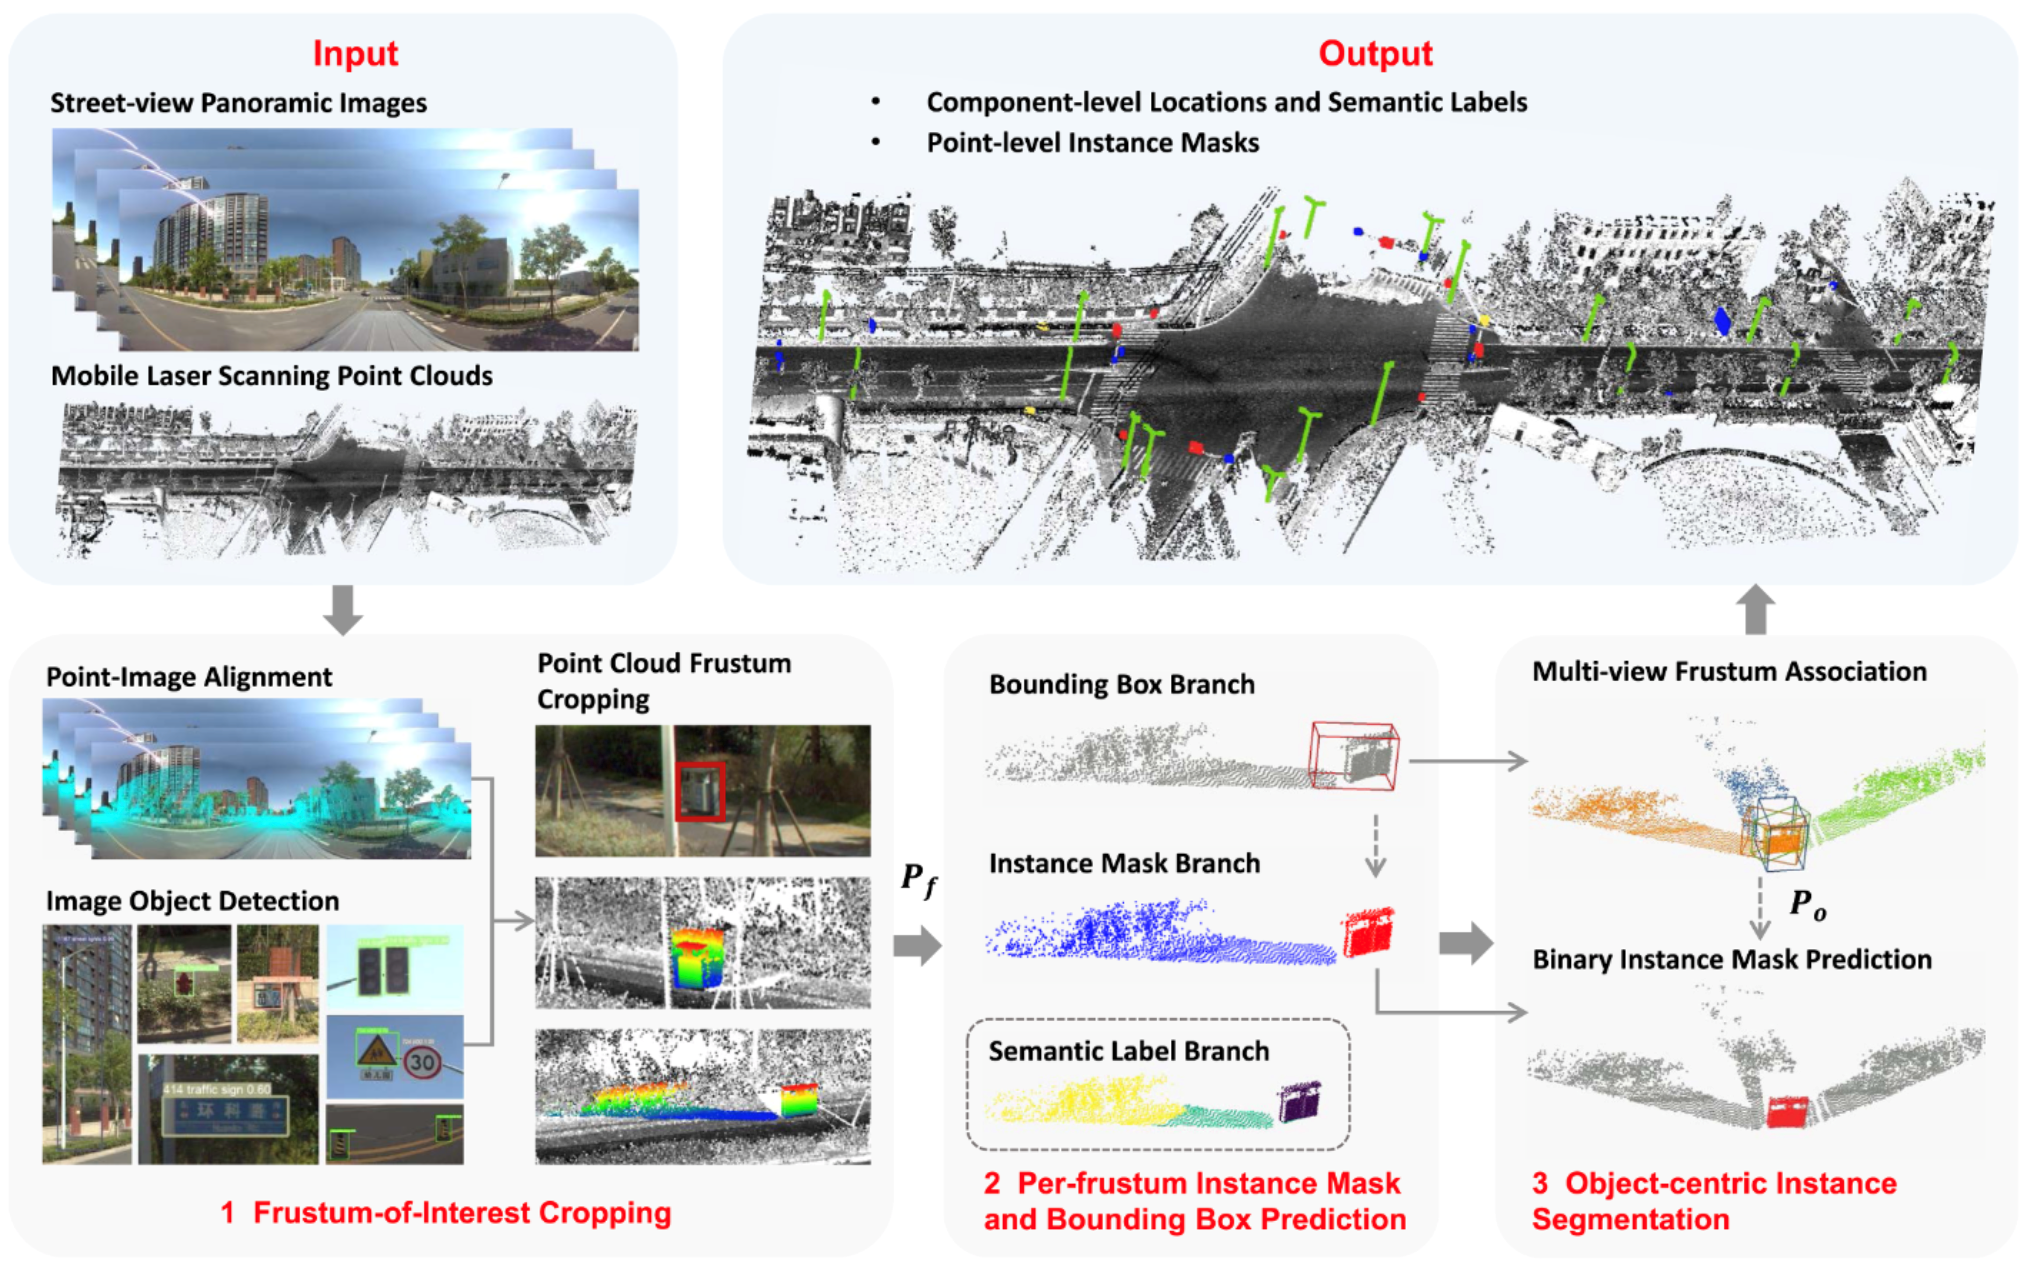 Input
Street-view Panoramic Images
Mobile Laser Scanning Point Clouds
Output
• Component-level Locations and Semantic Labels
• Point-level Instance Masks
Point-Image Alignment
Image Object Detection
414 traffic sign 0.60
环科路
30
Point Cloud Frustum
Cropping
1 Frustum-of-Interest Cropping
P_f
Bounding Box Branch
Instance Mask Branch
Semantic Label Branch
2 Per-frustum Instance Mask
and Bounding Box Prediction
Multi-view Frustum Association
P_o
Binary Instance Mask Prediction
3 Object-centric Instance
Segmentation